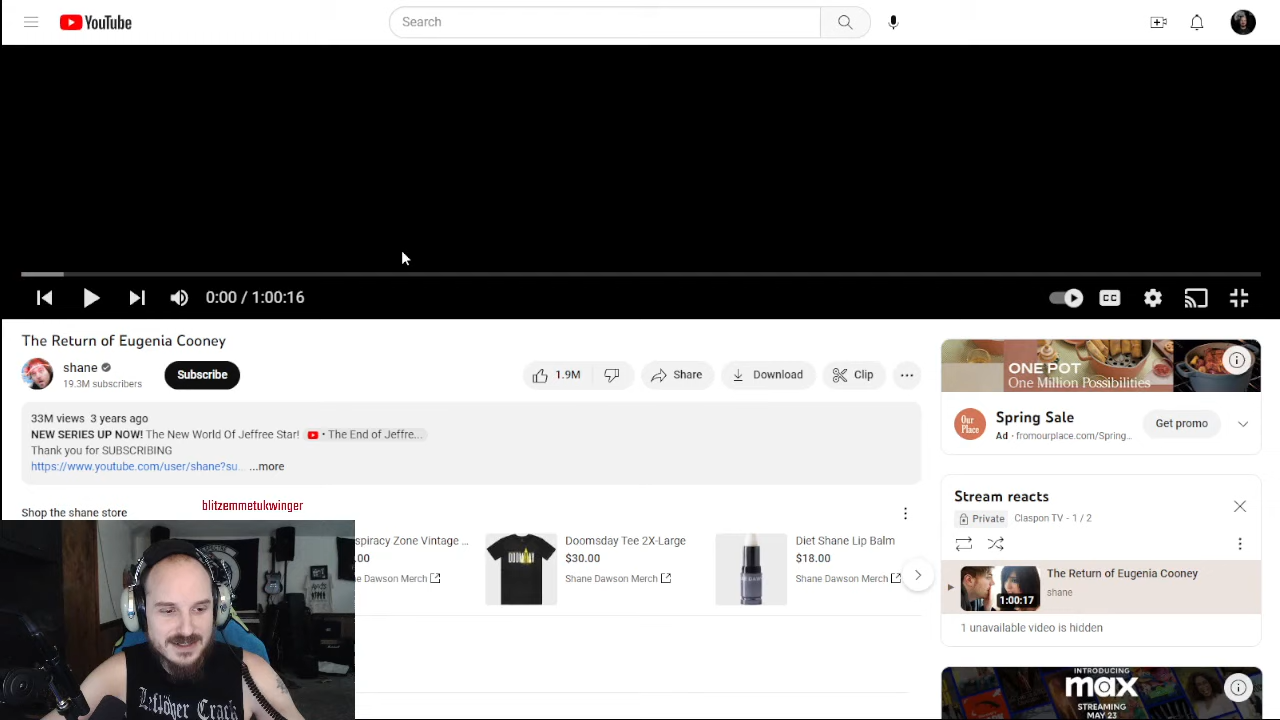 YouTube
Search
0:00 / 1:00:16
CC
The Return of Eugenia Cooney
shane
19.3M subscribers
Subscribe
1.9M
Share
Download
Clip
33M views 3 years ago
NEW SERIES UP NOW! The New World Of Jeffree Star! • The End of Jeffre...
Thank you for SUBSCRIBING
https://www.youtube.com/user/shane?su... ...more
blitzemmetukwinger
Shop the shane store
spiracy Zone Vintage ...
.00
e Dawson Merch
DOOMDAY
Doomsday Tee 2X-Large
$30.00
Shane Dawson Merch
Diet Shane Lip Balm
$18.00
Shane Dawson Merch
ONE POT
One Million Possibilities
Our Place
Spring Sale
Ad · fromourplace.com/Spring...
Get promo
Stream reacts
Private Claspon TV - 1 / 2
1:00:17
The Return of Eugenia Cooney
shane
1 unavailable video is hidden
INTRODUCING
max
STREAMING
MAY 23